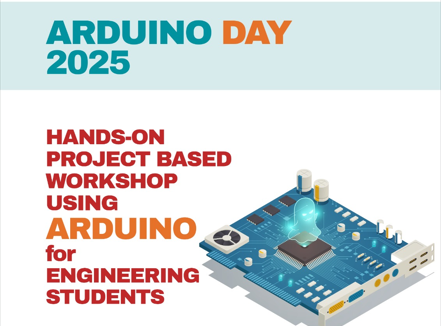 ARDUINO DAY
2025
HANDS-ON
PROJECT BASED
WORKSHOP
USING
ARDUINO
for
ENGINEERING
STUDENTS